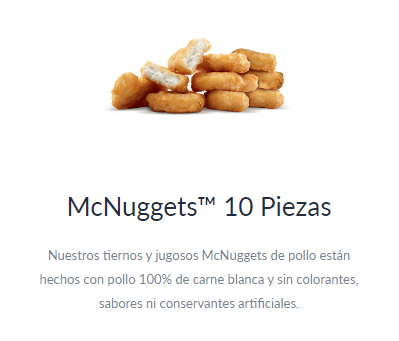 McNuggets™ 10 Piezas
Nuestros tiernos y jugosos McNuggets de pollo están
hechos con pollo 100% de carne blanca y sin colorantes,
sabores ni conservantes artificiales.